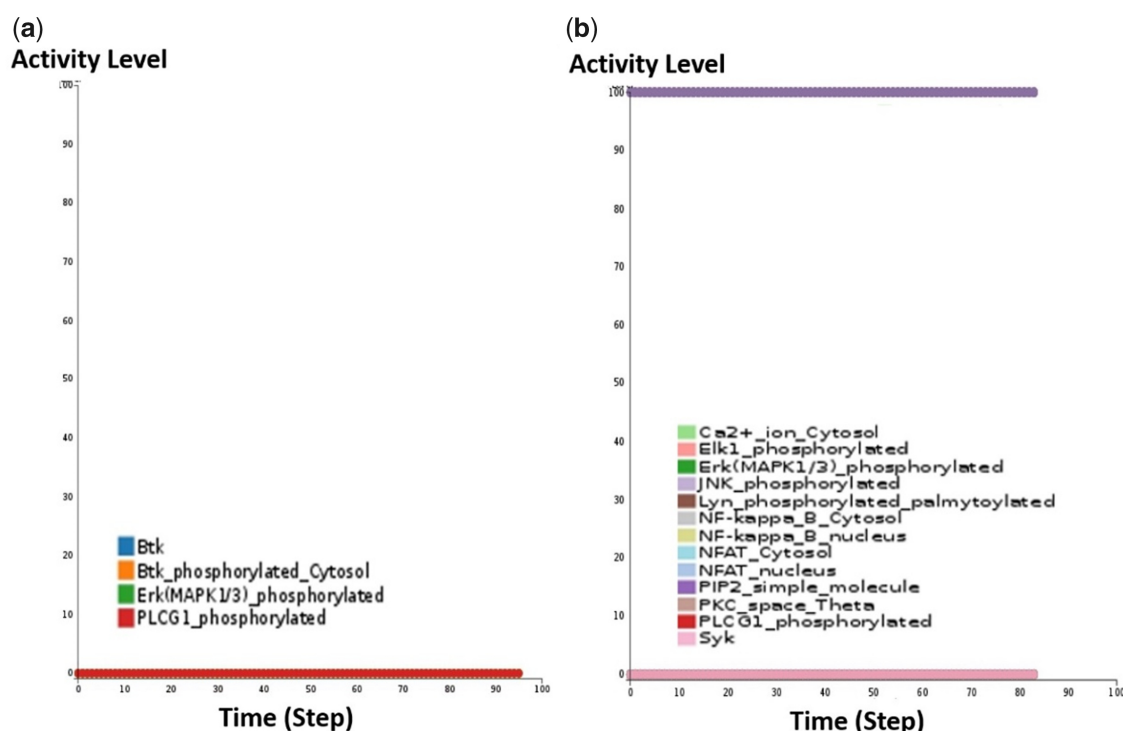 (a)
Activity Level
100
90
80
70
60
50
40
30
20
10
0
Btk
Btk_phosphorylated_Cytosol
Erk(MAPK1/3)_phosphorylated
PLCG1_phosphorylated
0 10 20 30 40 50 60 70 80 90 100
Time (Step)
(b)
Activity Level
100
90
80
70
60
50
40
30
20
10
0
Ca2+_ion_Cytosol
Elk1_phosphorylated
Erk(MAPK1/3)_phosphorylated
JNK_phosphorylated
Lyn_phosphorylated_palmytoylated
NF-kappa_B_Cytosol
NF-kappa_B_nucleus
NFAT_Cytosol
NFAT_nucleus
PIP2_simple_molecule
PKC_space_Theta
PLCG1_phosphorylated
Syk
0 10 20 30 40 50 60 70 80 90 100
Time (Step)